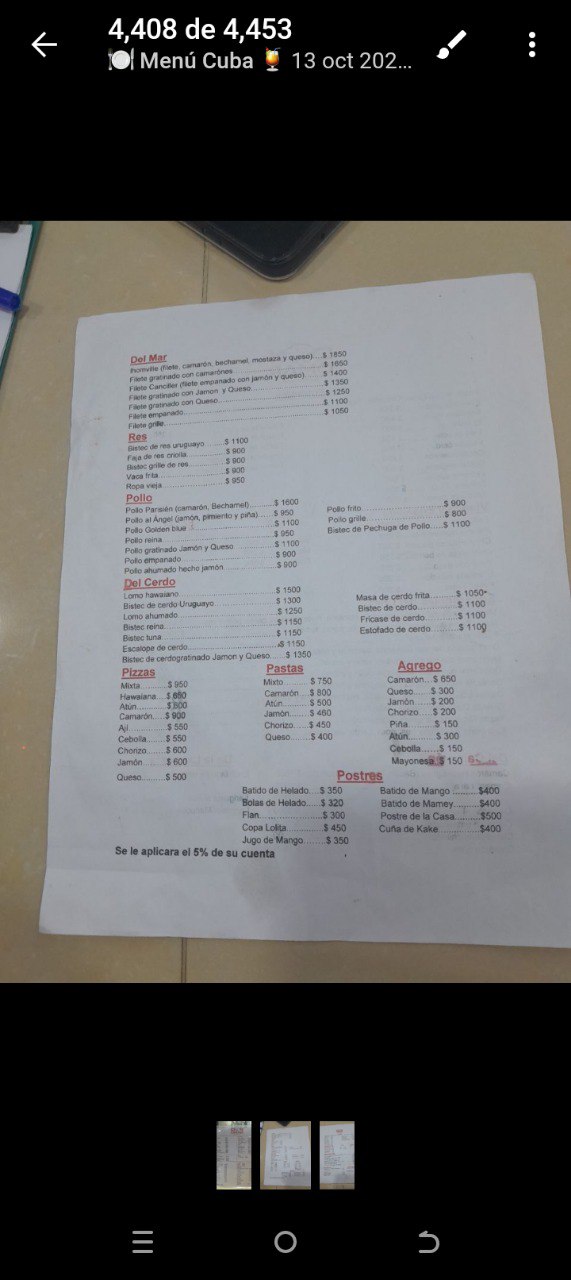 4,408 de 4,453
Menú Cuba 13 oct 202...
Del Mar
(filete, camarón, bechamel, mostaza y queso)....$ 1850
Filete gratinado con camarónes $ 1650
Filete Canciller (filete empanado con jamón y queso) $ 1400
Filete gratinado con Jamon y Queso $ 1350
Filete gratinado con Queso $ 1250
Filete empanado $ 1100
Filete grille $ 1050
Res
Bistec de res uruguayo $ 1100
Faja de res criolla $ 900
Bistec grille de res $ 900
Vaca frita $ 900
Ropa vieja $ 950
Pollo
Pollo Parisién (camarón, Bechamel) $ 1600
Pollo al Ángel (jamón, pimiento y piña) $ 950
Pollo Golden blue $ 1100
Pollo reina $ 950
Pollo gratinado Jamón y Queso $ 1100
Pollo empanado $ 900
Pollo ahumado hecho jamón $ 900
Pollo frito $ 900
Pollo grille $ 800
Bistec de Pechuga de Pollo $ 1100
Del Cerdo
Lomo hawaiano $ 1500
Bistec de cerdo Uruguayo $ 1300
Lomo ahumado $ 1250
Bistec reina $ 1150
Bistec tuna $ 1150
Escalope de cerdo $ 1150
Bistec de cerdogratinado Jamon y Queso $ 1350
Masa de cerdo frita $ 1050
Bistec de cerdo $ 1100
Fricase de cerdo $ 1100
Estofado de cerdo $ 1100
Pizzas
Mixta $ 950
Hawaiana $ 650
Atún $ 800
Camarón $ 900
Ají $ 550
Cebolla $ 550
Chorizo $ 600
Jamón $ 600
Queso $ 500
Pastas
Mixto $ 750
Camarón $ 800
Atún $ 500
Jamón $ 460
Chorizo $ 450
Queso $ 400
Agrego
Camarón $ 650
Queso $ 300
Jamón $ 200
Chorizo $ 200
Piña $ 150
Atún $ 300
Cebolla $ 150
Mayonesa $ 150
Postres
Batido de Helado $ 350
Bolas de Helado $ 320
Flan $ 300
Copa Lolita $ 450
Jugo de Mango $ 350
Batido de Mango $400
Batido de Mamey $400
Postre de la Casa $500
Cuña de Kake $400
Se le aplicara el 5% de su cuenta